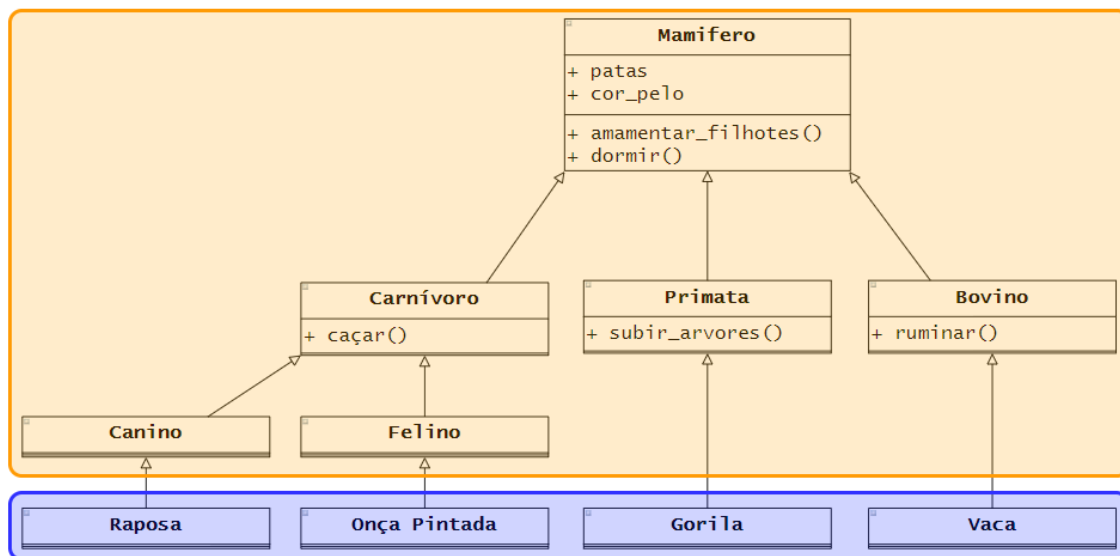 Mamifero
+ patas
+ cor_pelo
+ amamentar_filhotes()
+ dormir()
Carnívoro
+ caçar()
Primata
+ subir_arvores()
Bovino
+ ruminar()
Canino
Felino
Raposa
Onça Pintada
Gorila
Vaca